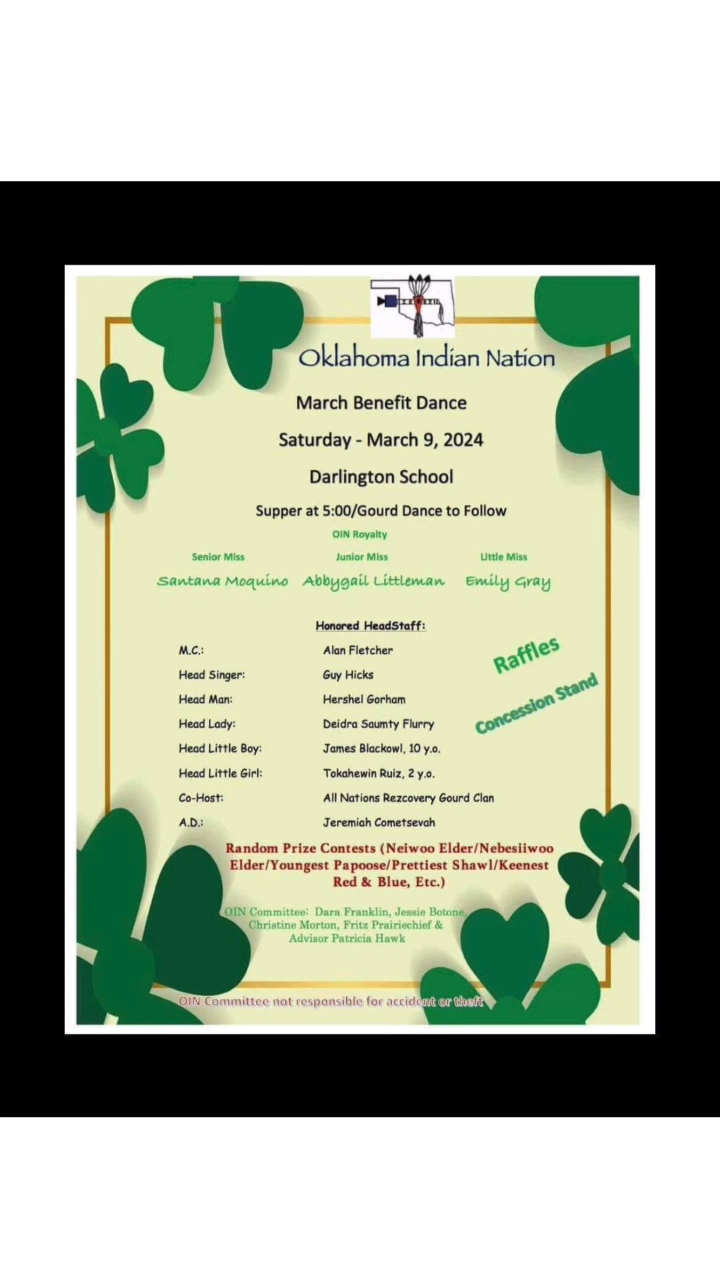 Oklahoma Indian Nation
March Benefit Dance
Saturday - March 9, 2024
Darlington School
Supper at 5:00/Gourd Dance to Follow
OIN Royalty
Senior Miss Junior Miss Little Miss
Santana Moquino Abbygail Littleman Emily Gray
Honored HeadStaff:
M.C.: Alan Fletcher
Head Singer: Guy Hicks
Head Man: Hershel Gorham
Head Lady: Deidra Saumty Flurry
Head Little Boy: James Blackowl, 10 y.o.
Head Little Girl: Tokahewin Ruiz, 2 y.o.
Co-Host: All Nations Rezcovery Gourd Clan
A.D.: Jeremiah Cometsevah
Raffles
Concession Stand
Random Prize Contests (Neiwoo Elder/Nebesiiwoo
Elder/Youngest Papoose/Prettiest Shawl/Keenest
Red & Blue, Etc.)
OIN Committee: Dara Franklin, Jessie Botone,
Christine Morton, Fritz Prairiechief &
Advisor Patricia Hawk
OIN Committee not responsible for accident or theft